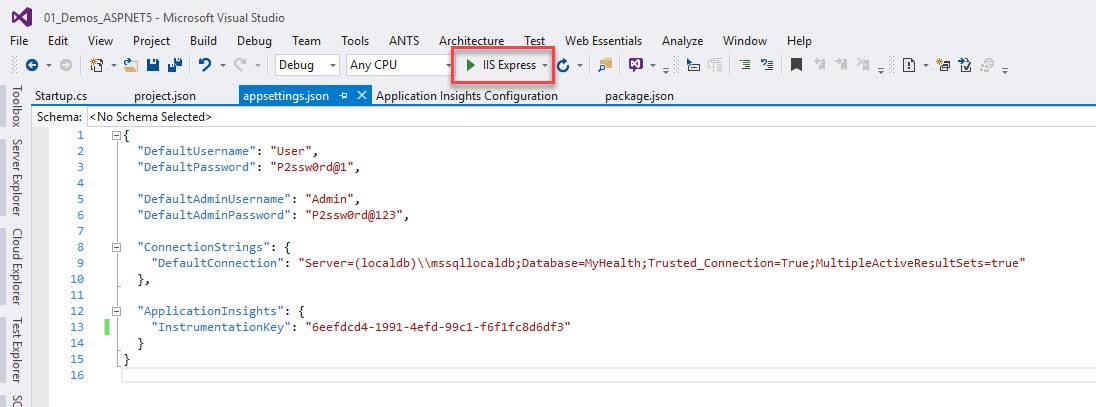 01_Demos_ASPNET5 - Microsoft Visual Studio
File Edit View Project Build Debug Team Tools ANTS Architecture Test Web Essentials Analyze Window Help
Debug Any CPU IIS Express
Startup.cs project.json appsettings.json Application Insights Configuration package.json
Schema: <No Schema Selected>
Toolbox
Server Explorer
Cloud Explorer
Test Explorer
SC
1 {
2 "DefaultUsername": "User",
3 "DefaultPassword": "P2ssw0rd@1",
4
5 "DefaultAdminUsername": "Admin",
6 "DefaultAdminPassword": "P2ssw0rd@123",
7
8 "ConnectionStrings": {
9 "DefaultConnection": "Server=(localdb)\\mssqllocaldb;Database=MyHealth;Trusted_Connection=True;MultipleActiveResultSets=true"
10 },
11
12 "ApplicationInsights": {
13 "InstrumentationKey": "6eefdcd4-1991-4efd-99c1-f6f1fc8d6df3"
14 }
15 }
16